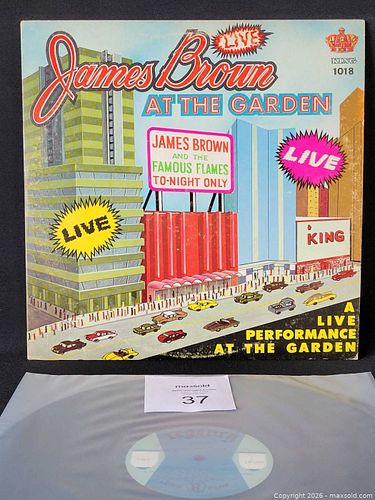 LIVE
James Brown
AT THE GARDEN
KING
1018
JAMES BROWN
AND THE
FAMOUS FLAMES
TO-NIGHT ONLY
LIVE
LIVE
KING
A
LIVE
PERFORMANCE
AT THE GARDEN
maxsold
37
Copyright ©2026 - maxsold.com